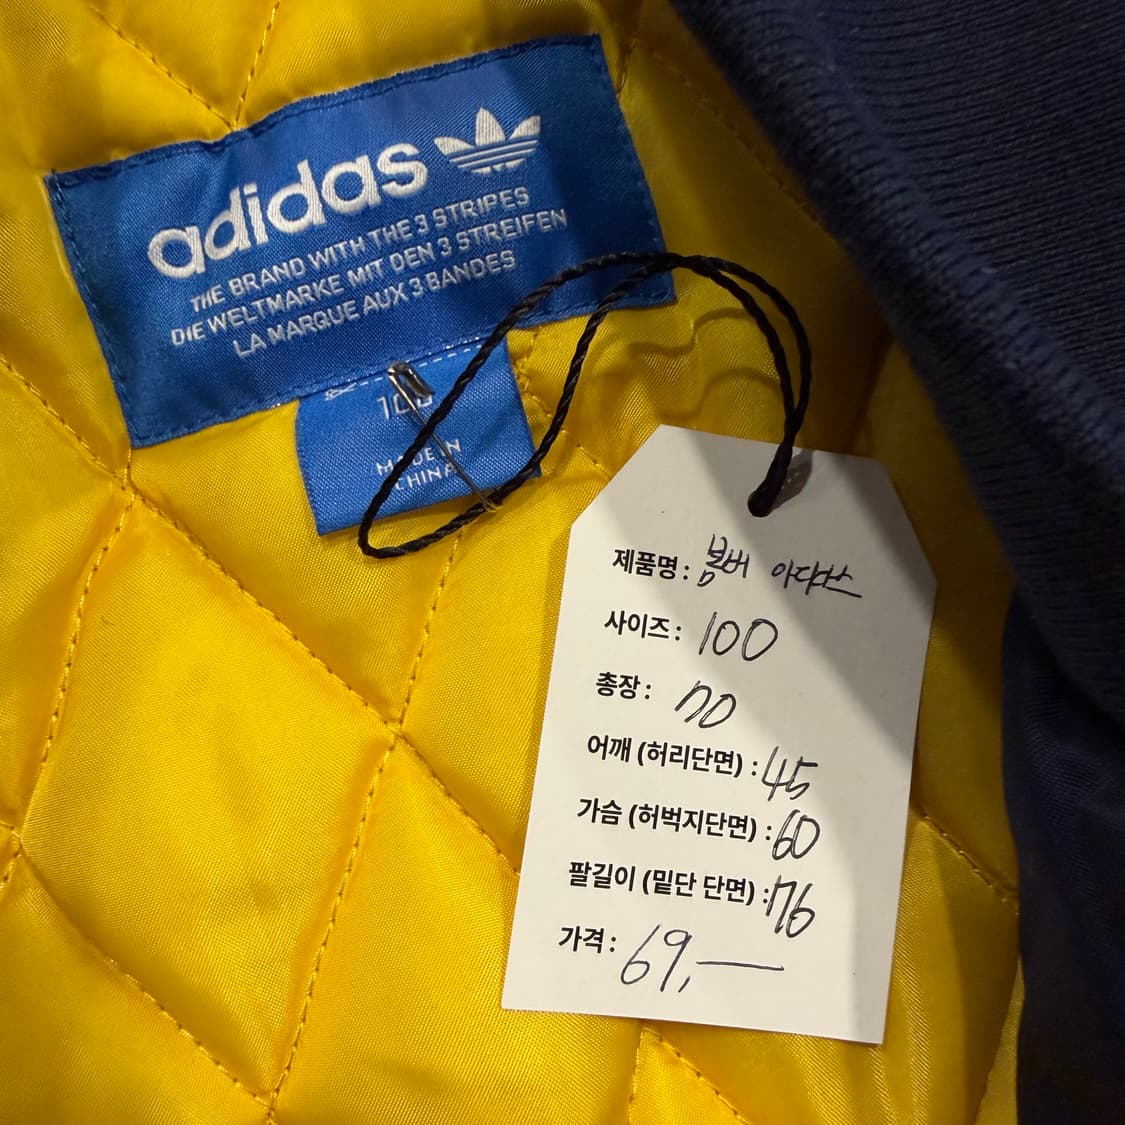 adidas
THE BRAND WITH THE 3 STRIPES
DIE WELTMARKE MIT DEN 3 STREIFEN
LA MARQUE AUX 3 BANDES
MADE IN
CHINA
제품명: 봄버 아디다스
사이즈: 100
총장: 70
어깨 (허리단면) : 45
가슴 (허벅지단면) : 60
팔길이 (밑단 단면) : 76
가격: 69,—